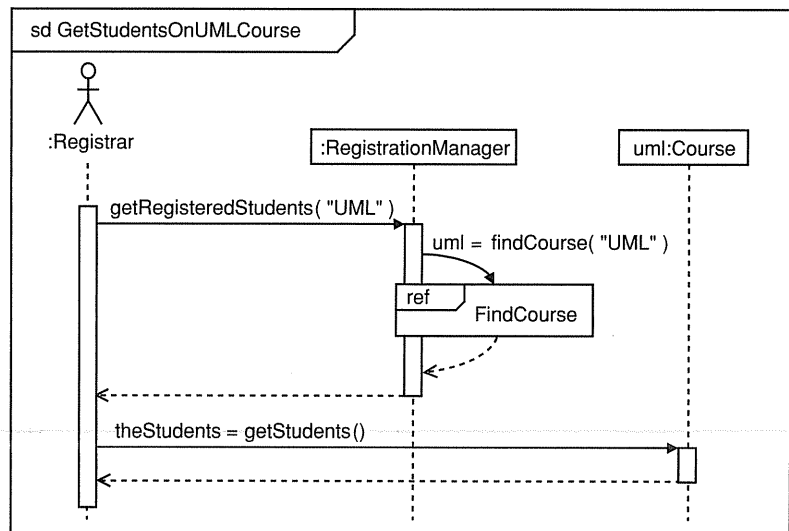 sd GetStudentsOnUMLCourse
:Registrar
:RegistrationManager
uml:Course
getRegisteredStudents( "UML" )
uml = findCourse( "UML" )
ref
FindCourse
theStudents = getStudents()